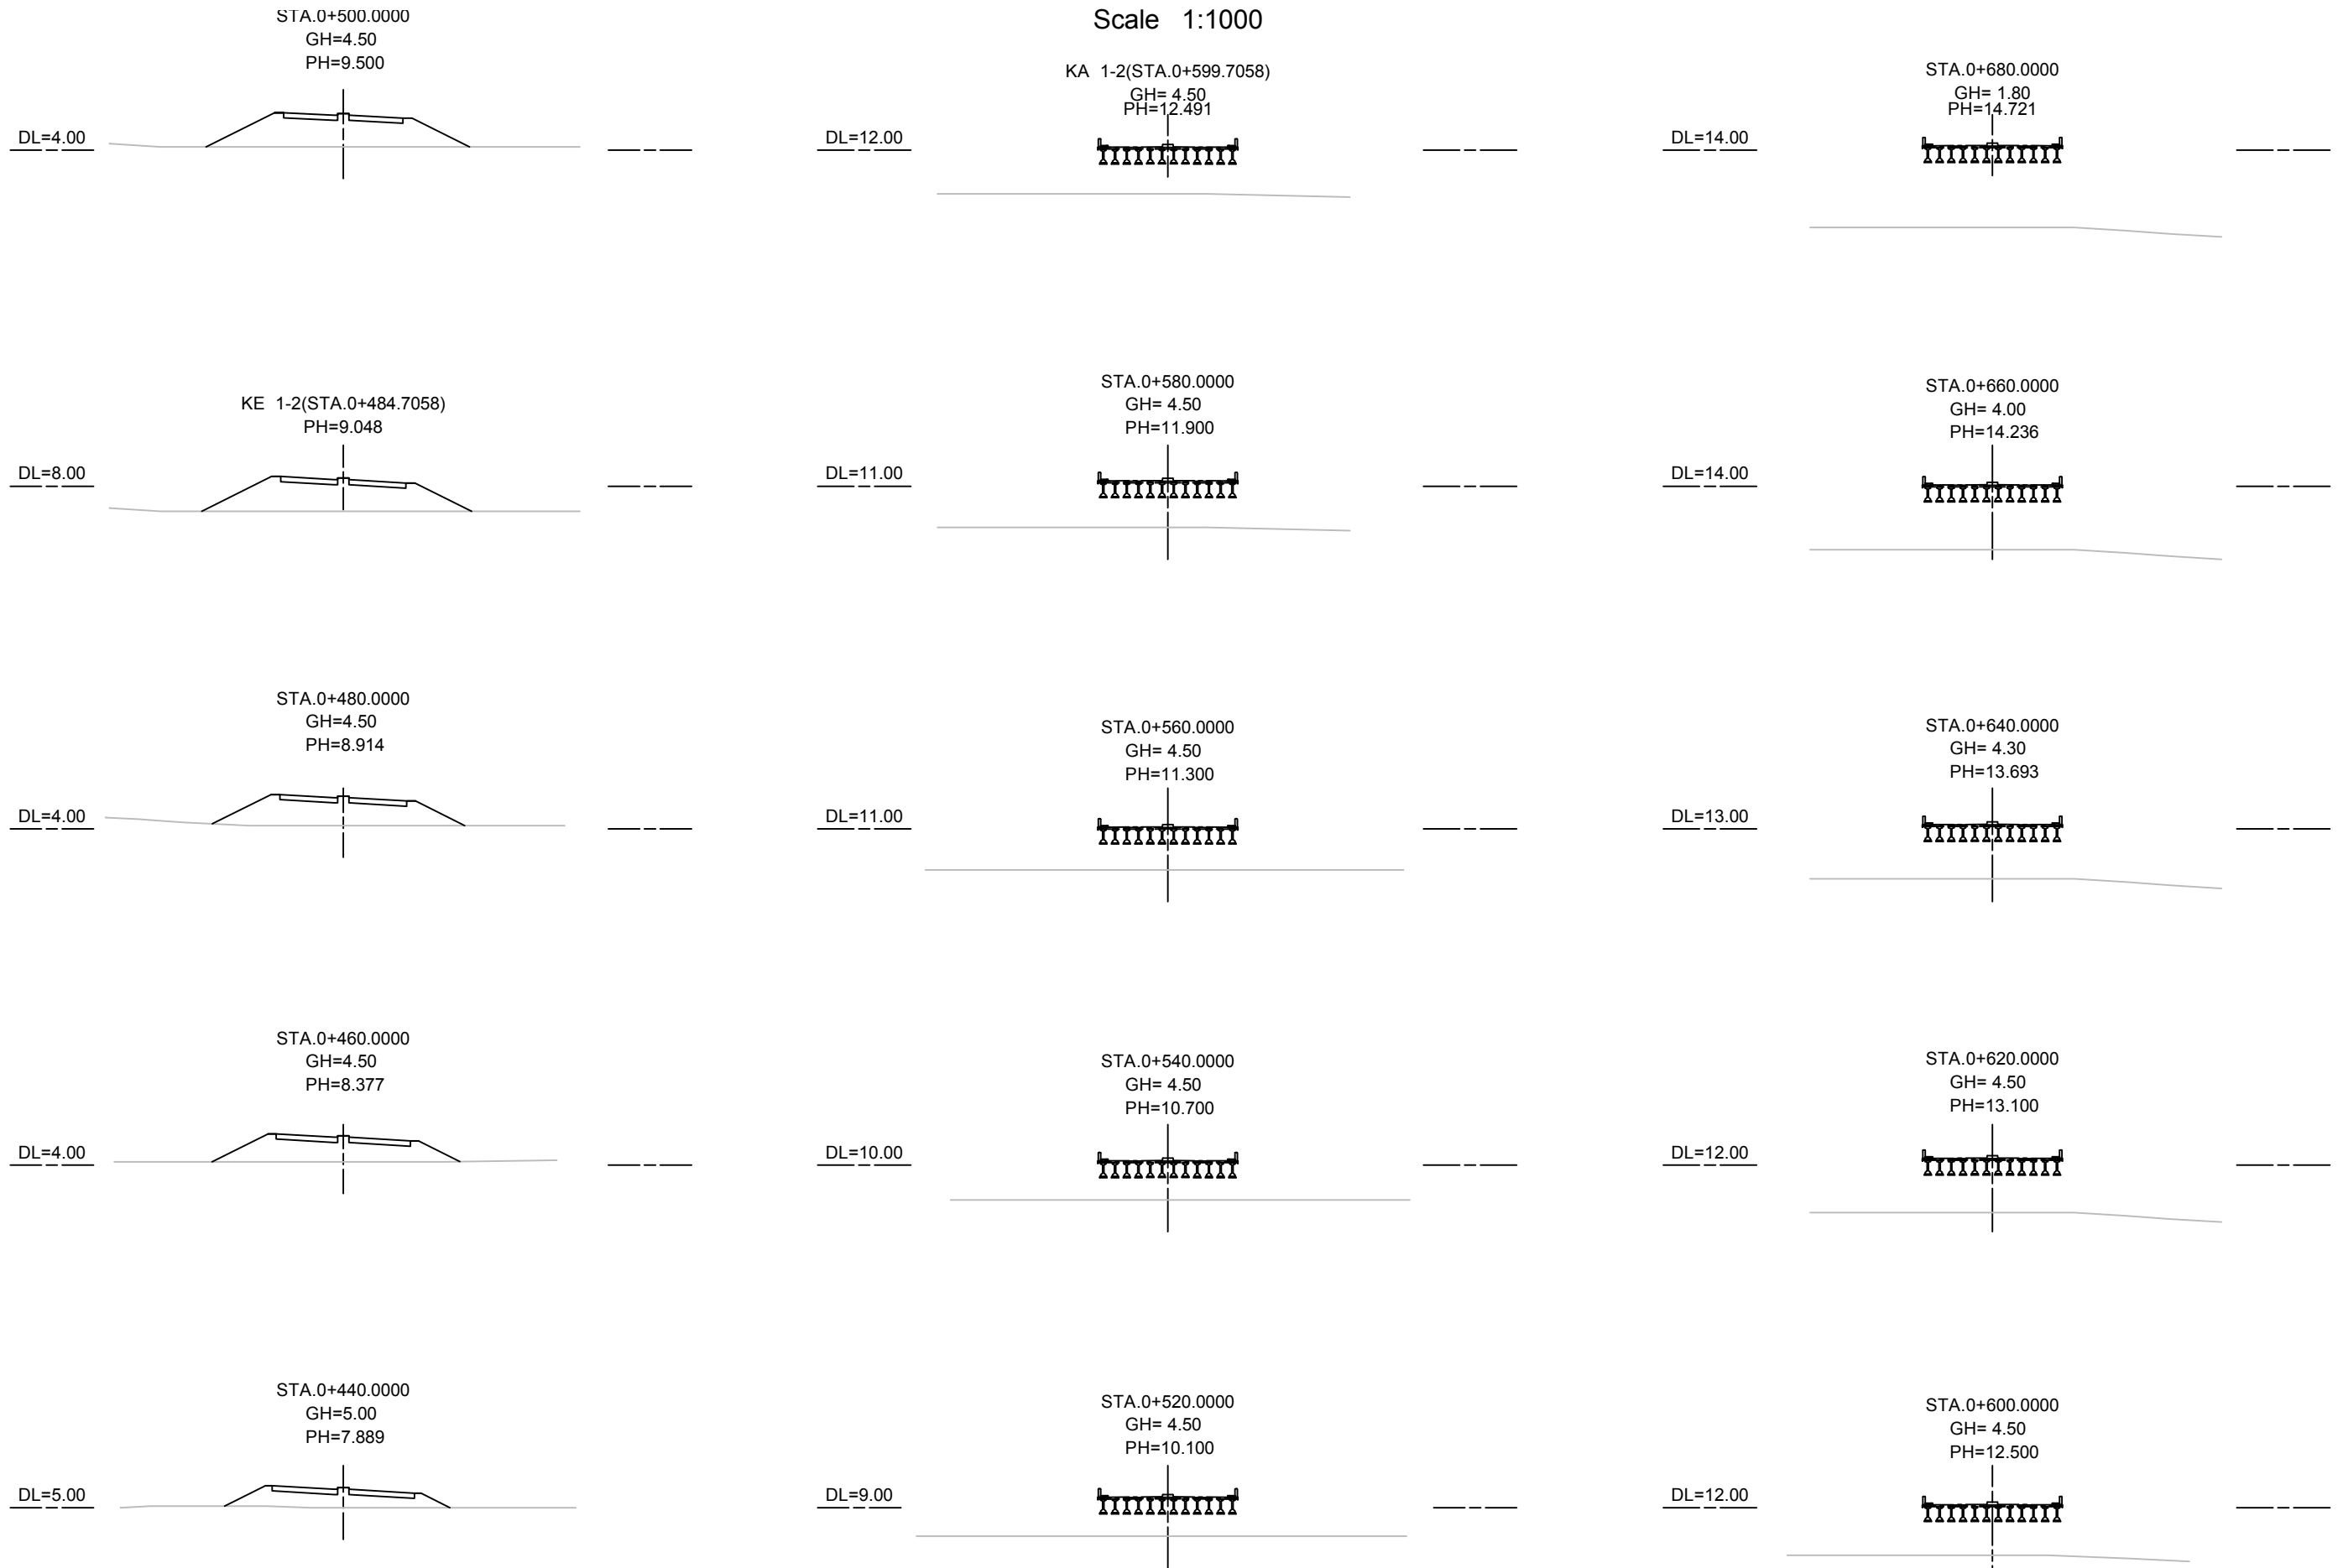 Scale 1:1000
STA.0+500.0000
GH=4.50
PH=9.500
DL=4.00
KE 1-2(STA.0+484.7058)
PH=9.048
DL=8.00
STA.0+480.0000
GH=4.50
PH=8.914
DL=4.00
STA.0+460.0000
GH=4.50
PH=8.377
DL=4.00
STA.0+440.0000
GH=5.00
PH=7.889
DL=5.00
KA 1-2(STA.0+599.7058)
GH= 4.50
PH=12.491
DL=12.00
STA.0+580.0000
GH= 4.50
PH=11.900
DL=11.00
STA.0+560.0000
GH= 4.50
PH=11.300
DL=11.00
STA.0+540.0000
GH= 4.50
PH=10.700
DL=10.00
STA.0+520.0000
GH= 4.50
PH=10.100
DL=9.00
STA.0+680.0000
GH= 1.80
PH=14.721
DL=14.00
STA.0+660.0000
GH= 4.00
PH=14.236
DL=14.00
STA.0+640.0000
GH= 4.30
PH=13.693
DL=13.00
STA.0+620.0000
GH= 4.50
PH=13.100
DL=12.00
STA.0+600.0000
GH= 4.50
PH=12.500
DL=12.00